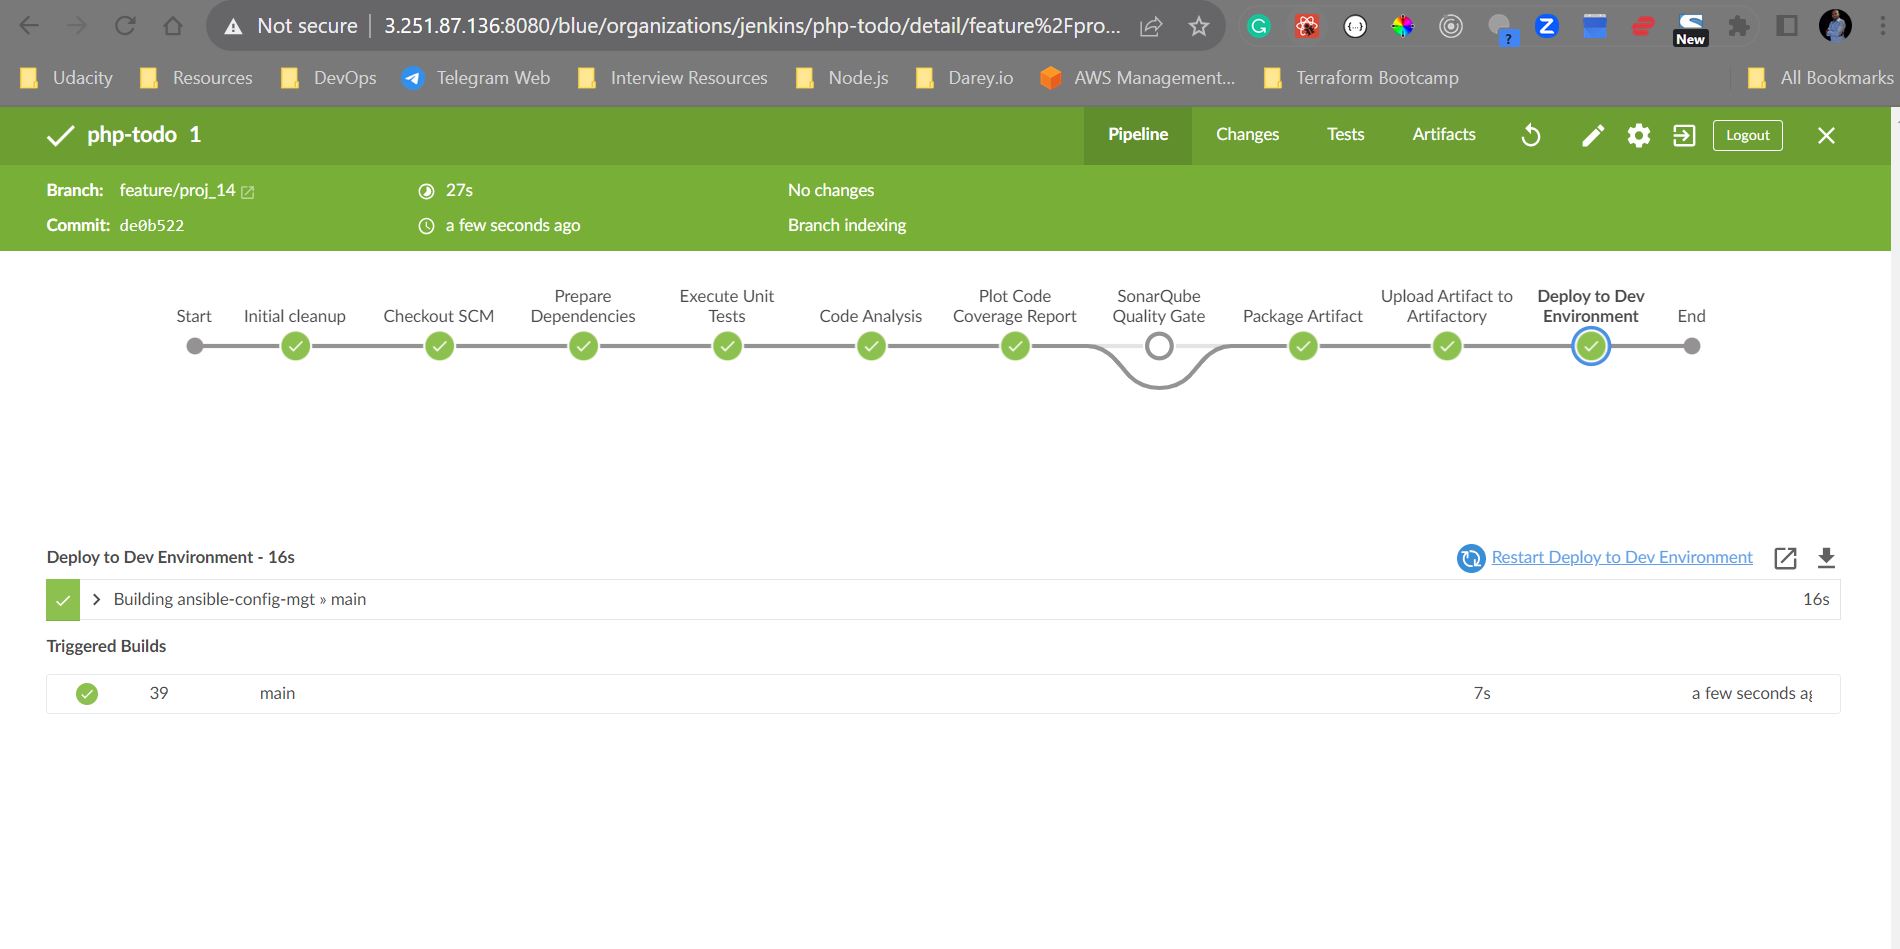 Not secure 3.251.87.136:8080/blue/organizations/jenkins/php-todo/detail/feature%2Fpro...
? New
Udacity Resources DevOps Telegram Web Interview Resources Node.js Darey.io AWS Management... Terraform Bootcamp All Bookmarks
php-todo 1 Pipeline Changes Tests Artifacts Logout
Branch: feature/proj_14 27s No changes
Commit: de0b522 a few seconds ago Branch indexing
Start
Initial cleanup
Checkout SCM
Prepare
Dependencies
Execute Unit
Tests
Code Analysis
Plot Code
Coverage Report
SonarQube
Quality Gate
Package Artifact
Upload Artifact to
Artifactory
Deploy to Dev
Environment
End
Deploy to Dev Environment - 16s Restart Deploy to Dev Environment
Building ansible-config-mgt » main 16s
Triggered Builds
39 main 7s a few seconds